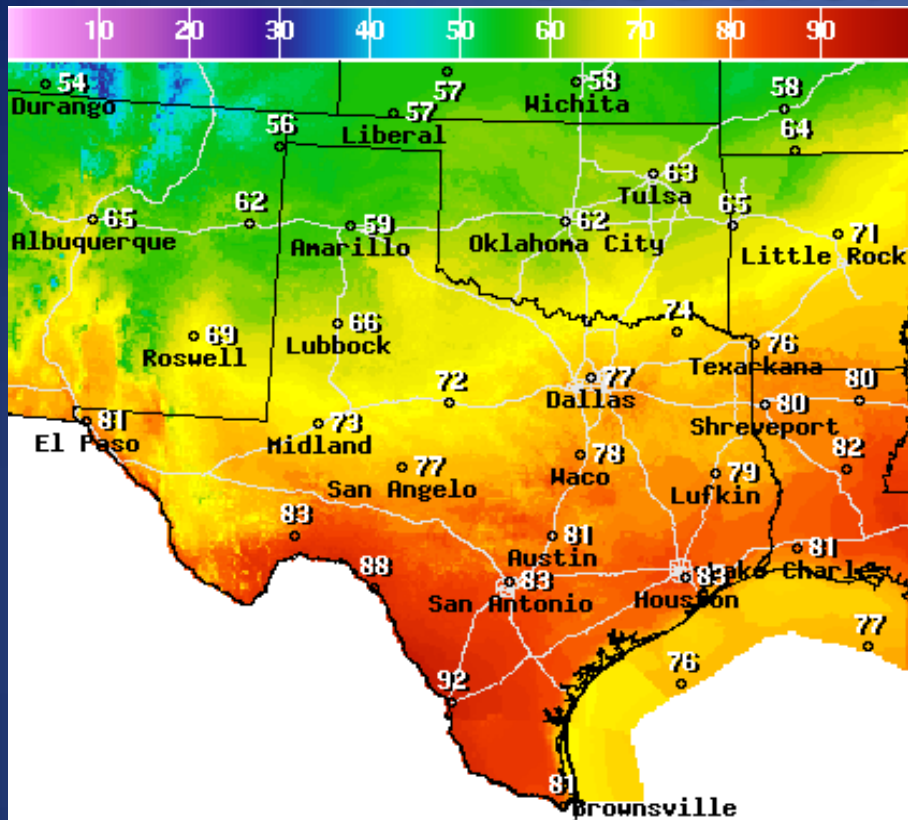 10 20 30 40 50 60 70 80 90
54
Durango
57
58
Wichita
57
Liberal
58
56
64
63
Tulsa
65
Albuquerque
62
59
Amarillo
62
Oklahoma City
65
71
Little Rock
69
Roswell
66
Lubbock
74
76
Texarkana
72
77
Dallas
80
Shreveport
80
81
El Paso
73
Midland
77
San Angelo
78
Waco
79
Lufkin
82
83
81
Austin
81
Lake Charles
88
83
San Antonio
83
Houston
77
76
92
81
Brownsville